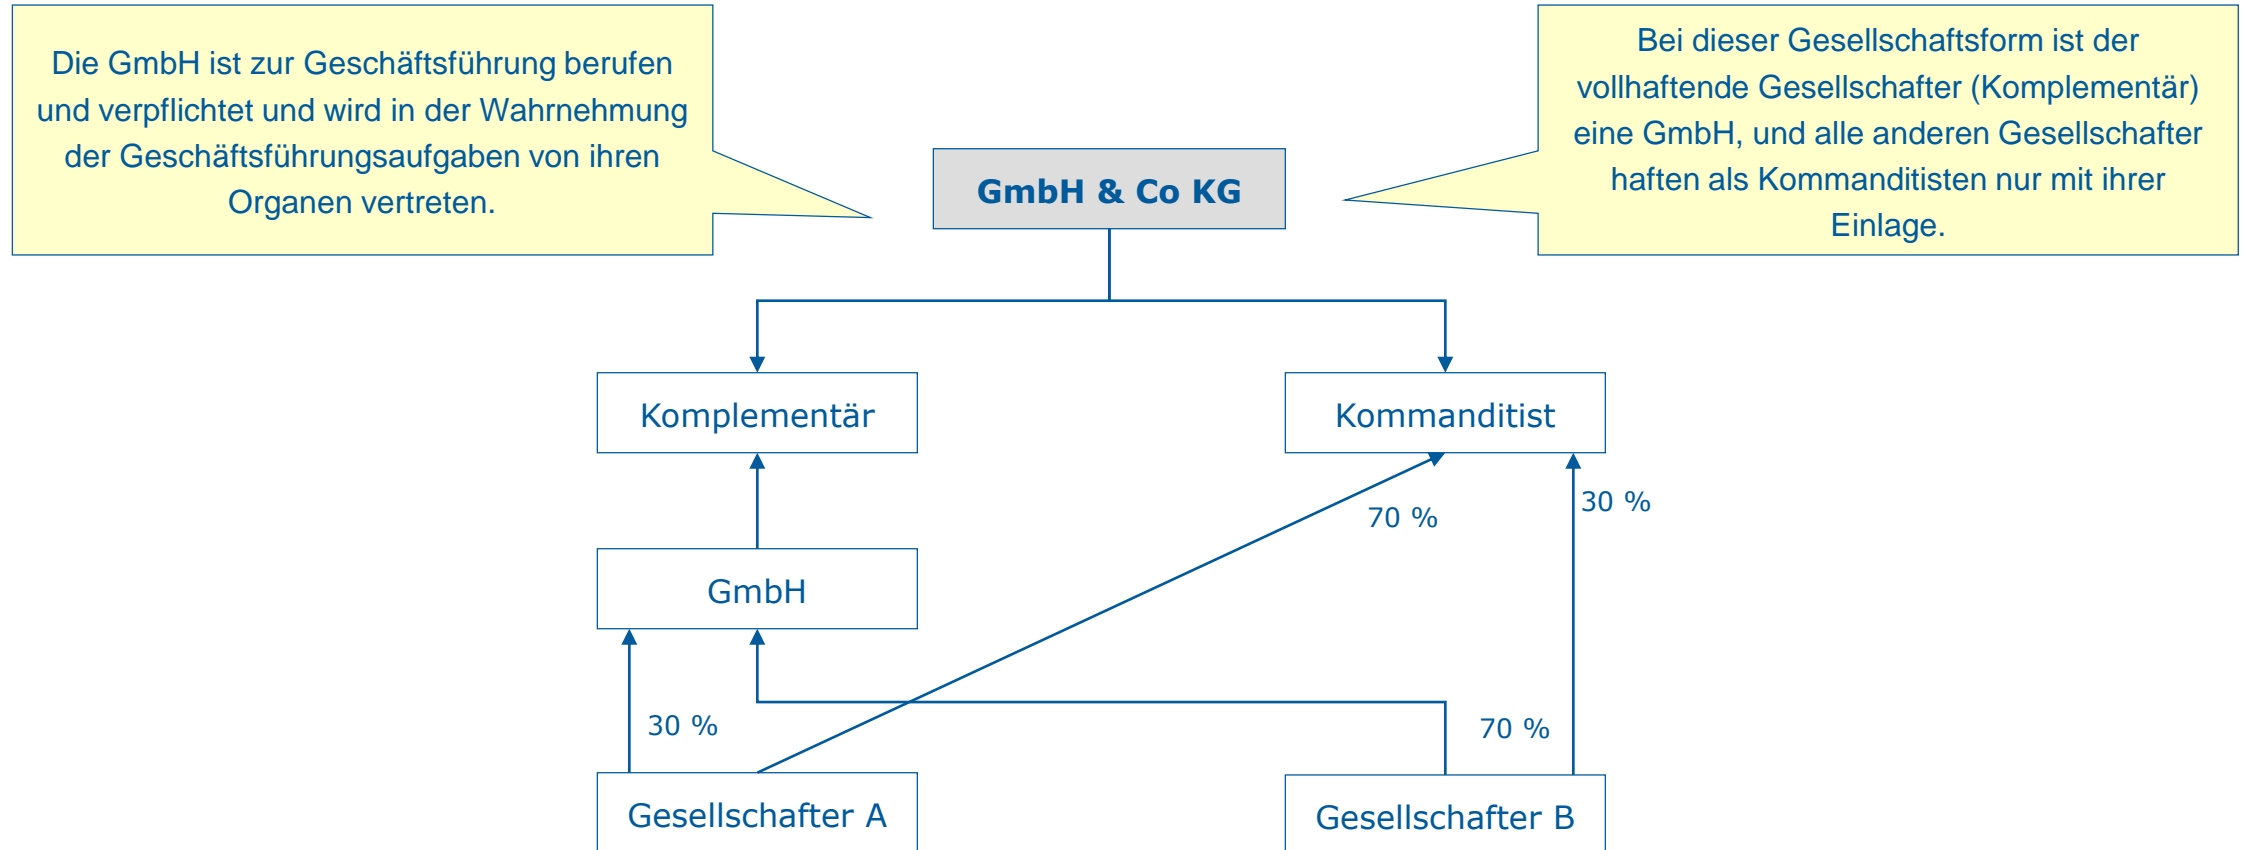 Die GmbH ist zur Geschäftsführung berufen
und verpflichtet und wird in der Wahrnehmung
der Geschäftsführungsaufgaben von ihren
Organen vertreten.
Bei dieser Gesellschaftsform ist der
vollhaftende Gesellschafter (Komplementär)
eine GmbH, und alle anderen Gesellschafter
haften als Kommanditisten nur mit ihrer
Einlage.
GmbH & Co KG
Komplementär
Kommanditist
30 %
70 %
GmbH
30 %
70 %
Gesellschafter A
Gesellschafter B